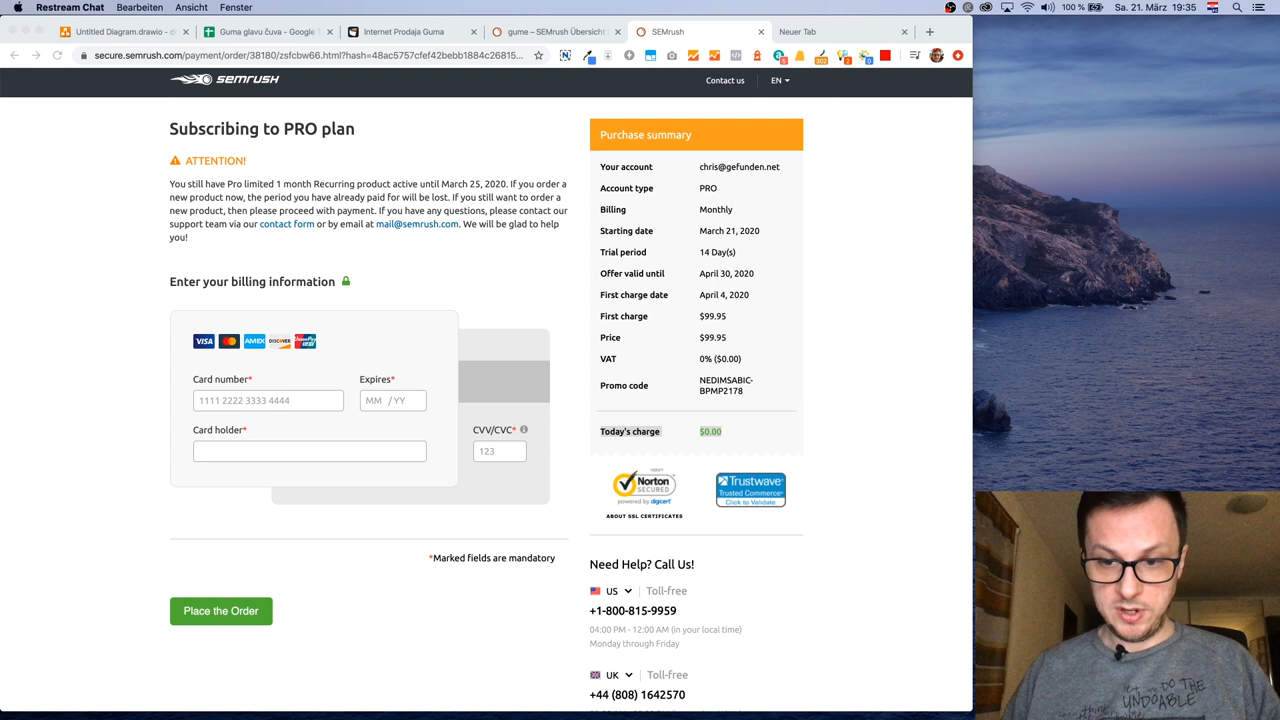 Restream Chat Bearbeiten Ansicht Fenster
100 % Sa. 21. März 19:35
Untitled Diagram.drawio - d
Guma glavu čuva - Google T
Internet Prodaja Guma
gume – SEMrush Übersicht
SEMrush
Neuer Tab
secure.semrush.com/payment/order/38180/zsfcbw66.html?hash=48ac5757cfef42bebb1884c26815...
SEMRUSH
Contact us
EN
Subscribing to PRO plan
ATTENTION!
You still have Pro limited 1 month Recurring product active until March 25, 2020. If you order a
new product now, the period you have already paid for will be lost. If you still want to order a
new product, then please proceed with payment. If you have any questions, please contact our
support team via our contact form or by email at mail@semrush.com. We will be glad to help
you!
Enter your billing information
VISA
AMEX
DISCOVER
Card number*
Expires*
1111 2222 3333 4444
MM / YY
Card holder*
CVV/CVC*
123
*Marked fields are mandatory
Place the Order
Purchase summary
Your account chris@gefunden.net
Account type PRO
Billing Monthly
Starting date March 21, 2020
Trial period 14 Day(s)
Offer valid until April 30, 2020
First charge date April 4, 2020
First charge $99.95
Price $99.95
VAT 0% ($0.00)
Promo code NEDIMSABIC-
BPMP2178
Today's charge $0.00
VERIFY
Norton
SECURED
powered by digicert
ABOUT SSL CERTIFICATES
Trustwave
Trusted Commerce
Click to Validate
Need Help? Call Us!
US Toll-free
+1-800-815-9959
04:00 PM - 12:00 AM (in your local time)
Monday through Friday
UK Toll-free
+44 (808) 1642570
DO THE
UNDOABLE